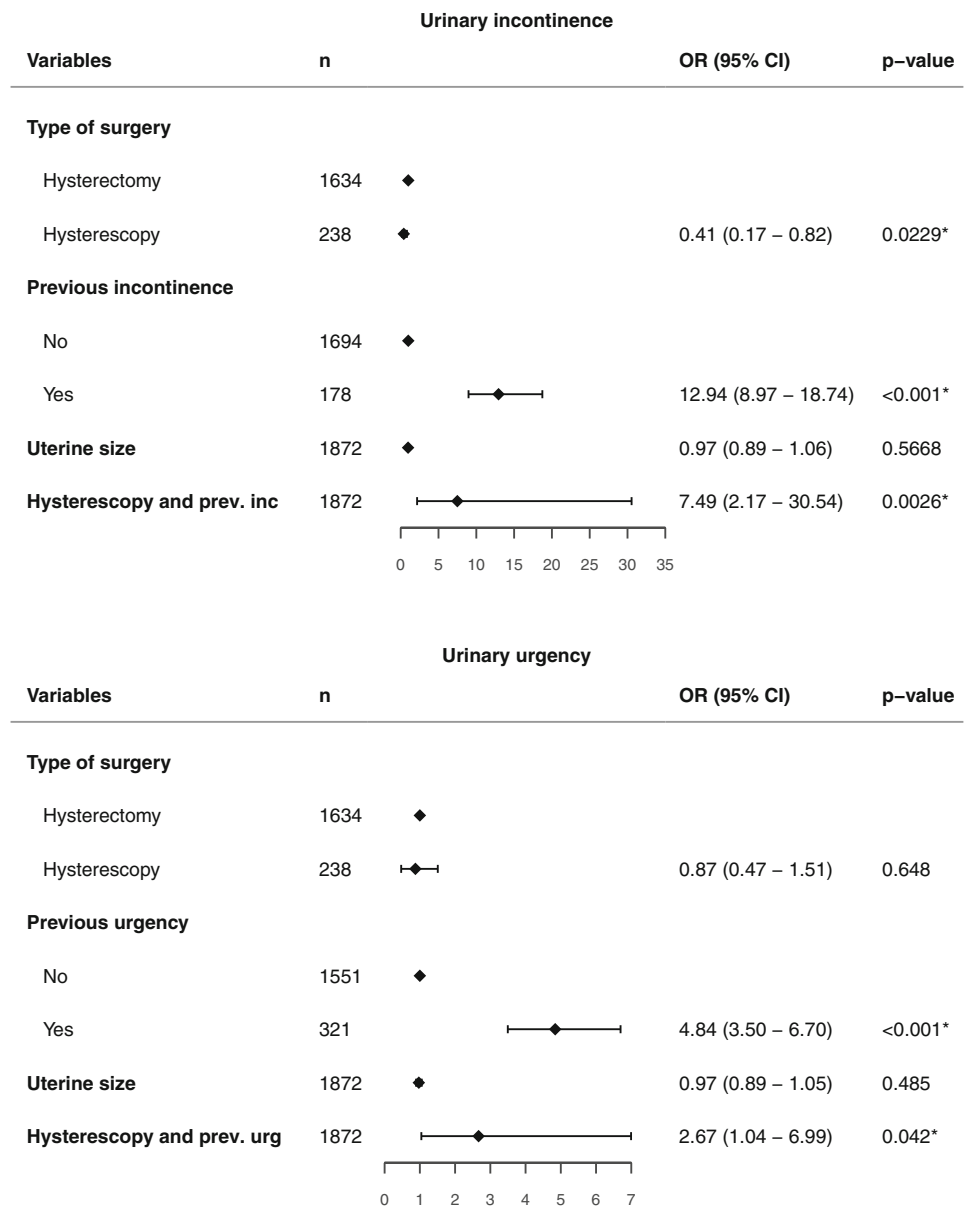 Urinary incontinence
Variables n OR (95% CI) p−value
Type of surgery
Hysterectomy 1634
Hysterescopy 238 0.41 (0.17 − 0.82) 0.0229*
Previous incontinence
No 1694
Yes 178 12.94 (8.97 − 18.74) <0.001*
Uterine size 1872 0.97 (0.89 − 1.06) 0.5668
Hysterescopy and prev. inc 1872 7.49 (2.17 − 30.54) 0.0026*
0 5 10 15 20 25 30 35
Urinary urgency
Variables n OR (95% CI) p−value
Type of surgery
Hysterectomy 1634
Hysterescopy 238 0.87 (0.47 − 1.51) 0.648
Previous urgency
No 1551
Yes 321 4.84 (3.50 − 6.70) <0.001*
Uterine size 1872 0.97 (0.89 − 1.05) 0.485
Hysterescopy and prev. urg 1872 2.67 (1.04 − 6.99) 0.042*
0 1 2 3 4 5 6 7